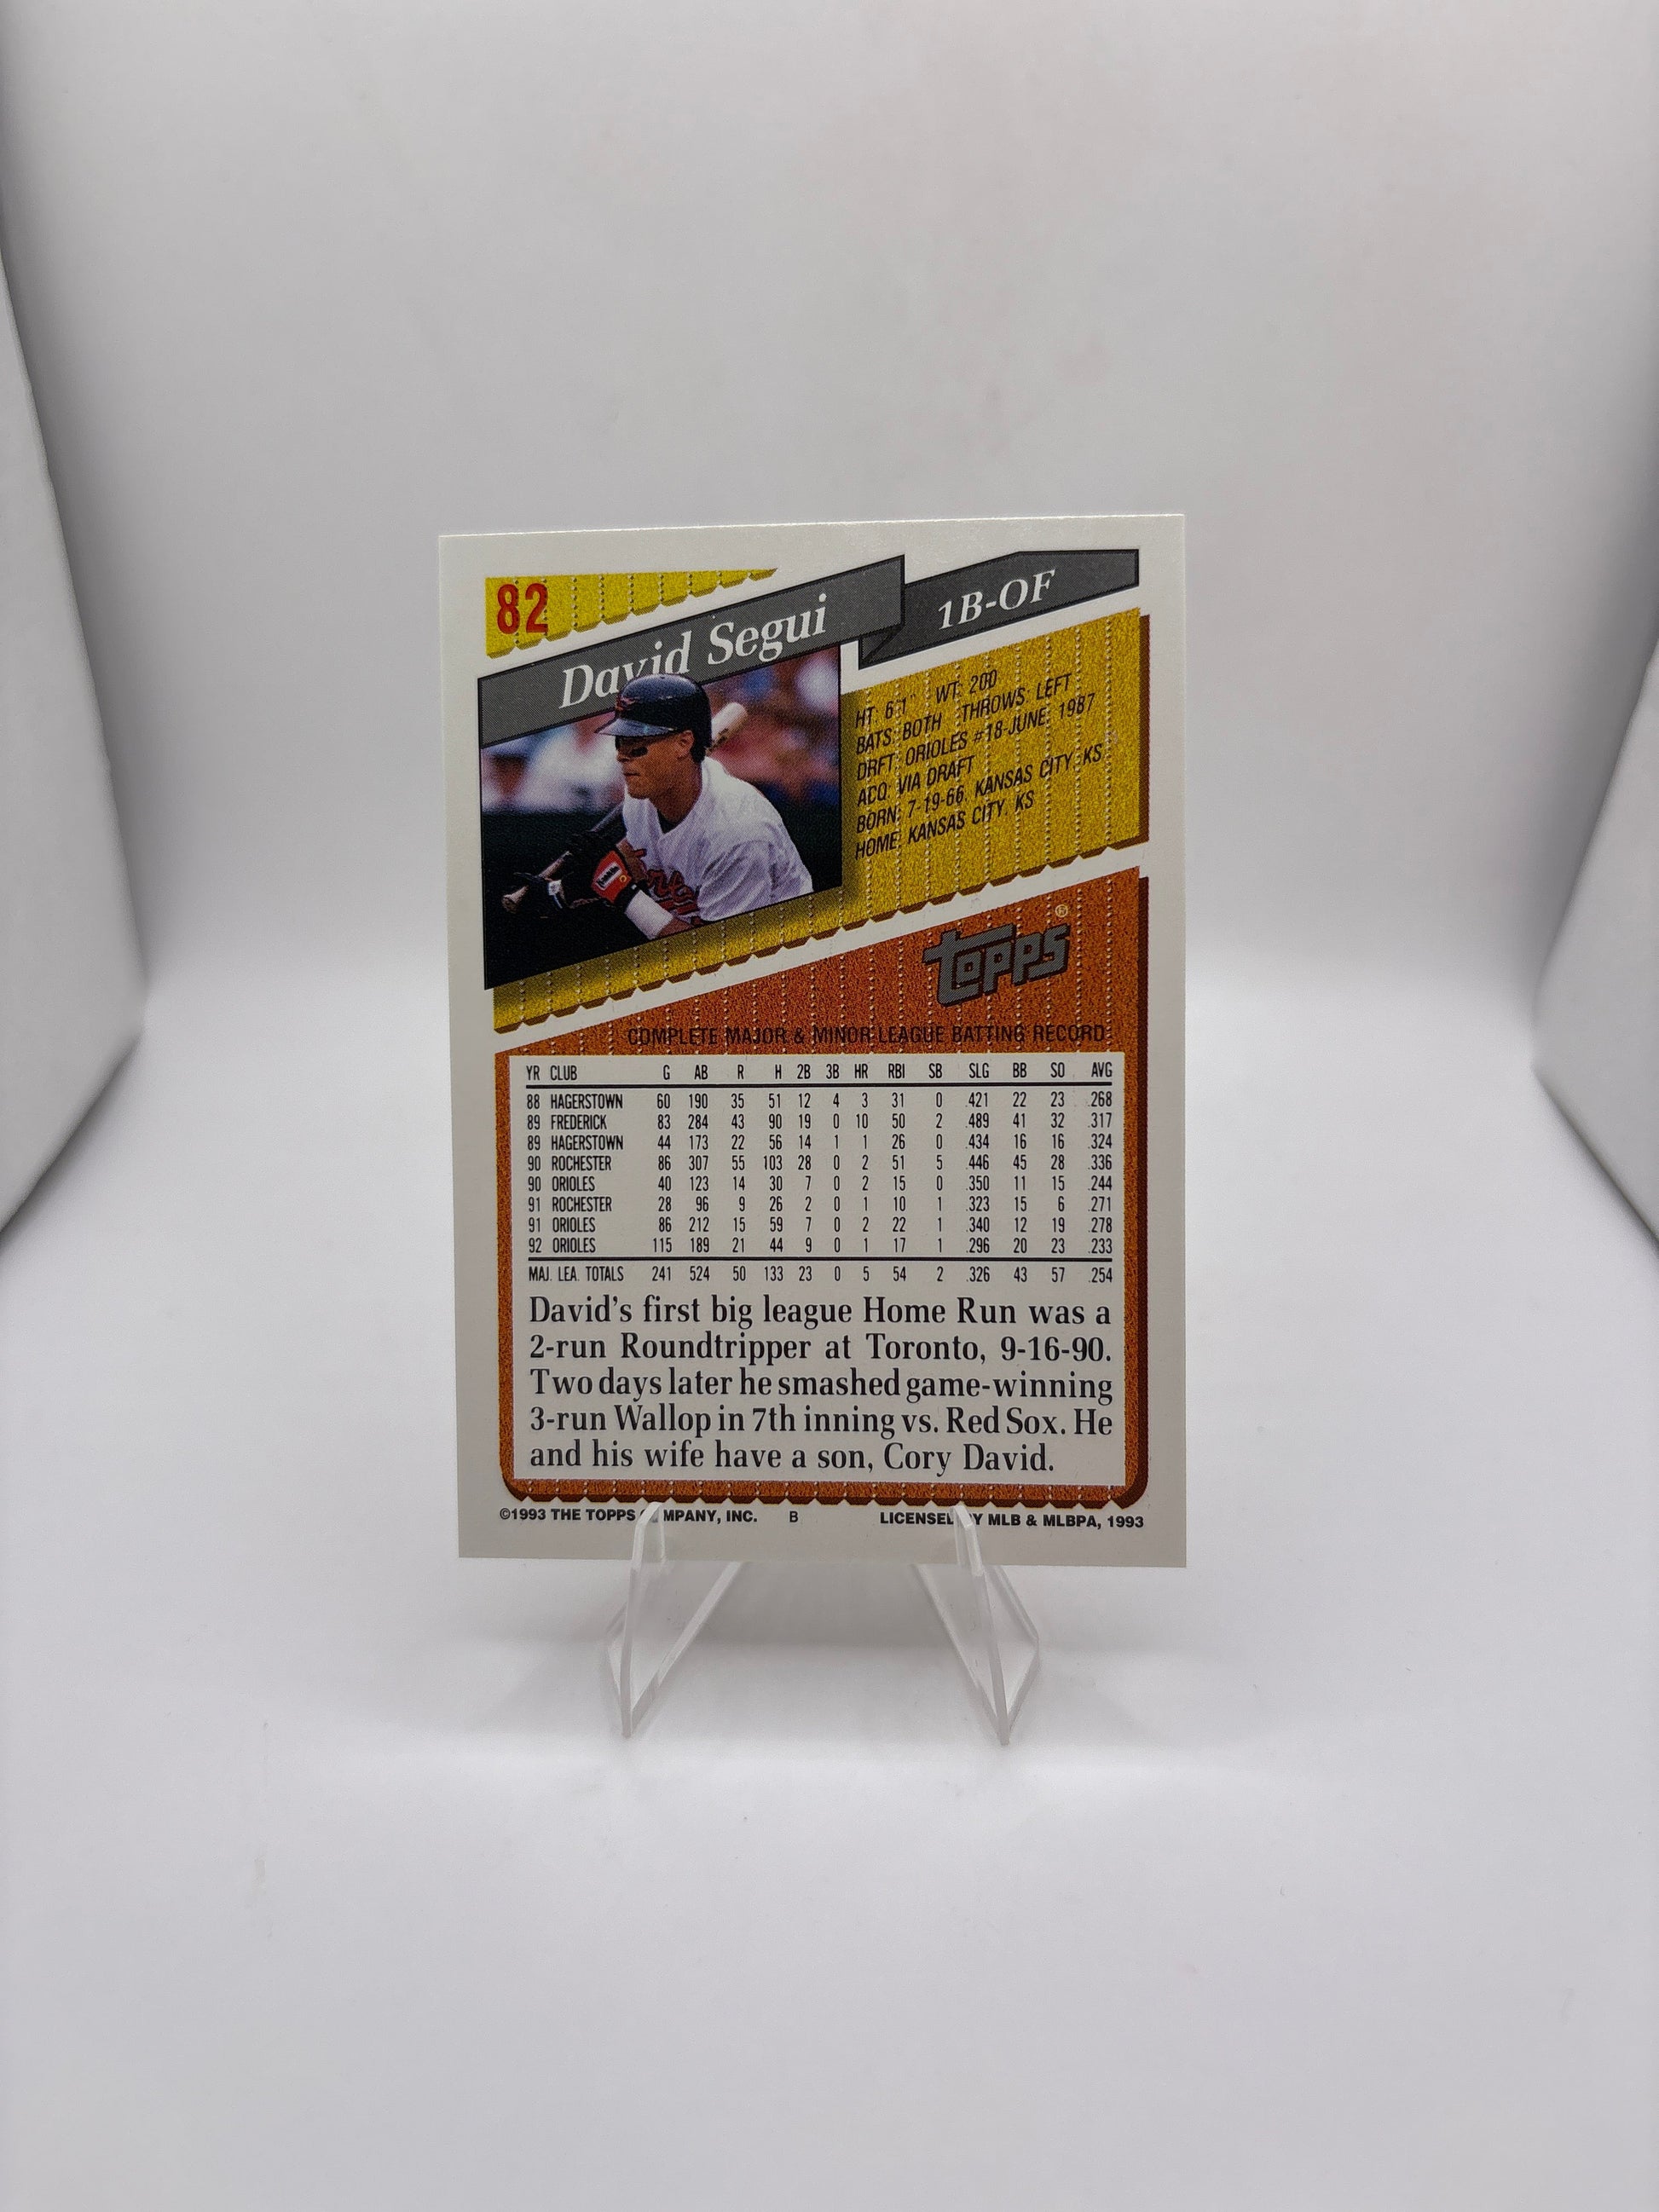 82
David Segui
1B-OF
HT: 6'1" WT: 200
BATS: BOTH THROWS: LEFT
DRFT: ORIOLES #18-JUNE, 1987
ACQ: VIA DRAFT
BORN: 7-19-66, KANSAS CITY, KS
HOME: KANSAS CITY, KS
topps®
COMPLETE MAJOR & MINOR LEAGUE BATTING RECORD
YR CLUB G AB R H 2B 3B HR RBI SB SLG BB SO AVG
88 HAGERSTOWN 60 190 35 51 12 4 3 31 0 .421 22 23 .268
89 FREDERICK 83 284 43 90 19 0 10 50 2 .489 41 32 .317
89 HAGERSTOWN 44 173 22 56 14 1 1 26 0 .434 16 16 .324
90 ROCHESTER 86 307 55 103 28 0 2 51 5 .446 45 28 .336
90 ORIOLES 40 123 14 30 7 0 2 15 0 .350 11 15 .244
91 ROCHESTER 28 96 9 26 2 0 1 10 1 .323 15 6 .271
91 ORIOLES 86 212 15 59 7 0 2 22 1 .340 12 19 .278
92 ORIOLES 115 189 21 44 9 0 1 17 1 .296 20 23 .233
MAJ. LEA. TOTALS 241 524 50 133 23 0 5 54 2 .326 43 57 .254
David's first big league Home Run was a
2-run Roundtripper at Toronto, 9-16-90.
Two days later he smashed game-winning
3-run Wallop in 7th inning vs. Red Sox. He
and his wife have a son, Cory David.
©1993 THE TOPPS COMPANY, INC. B LICENSED BY MLB & MLBPA, 1993